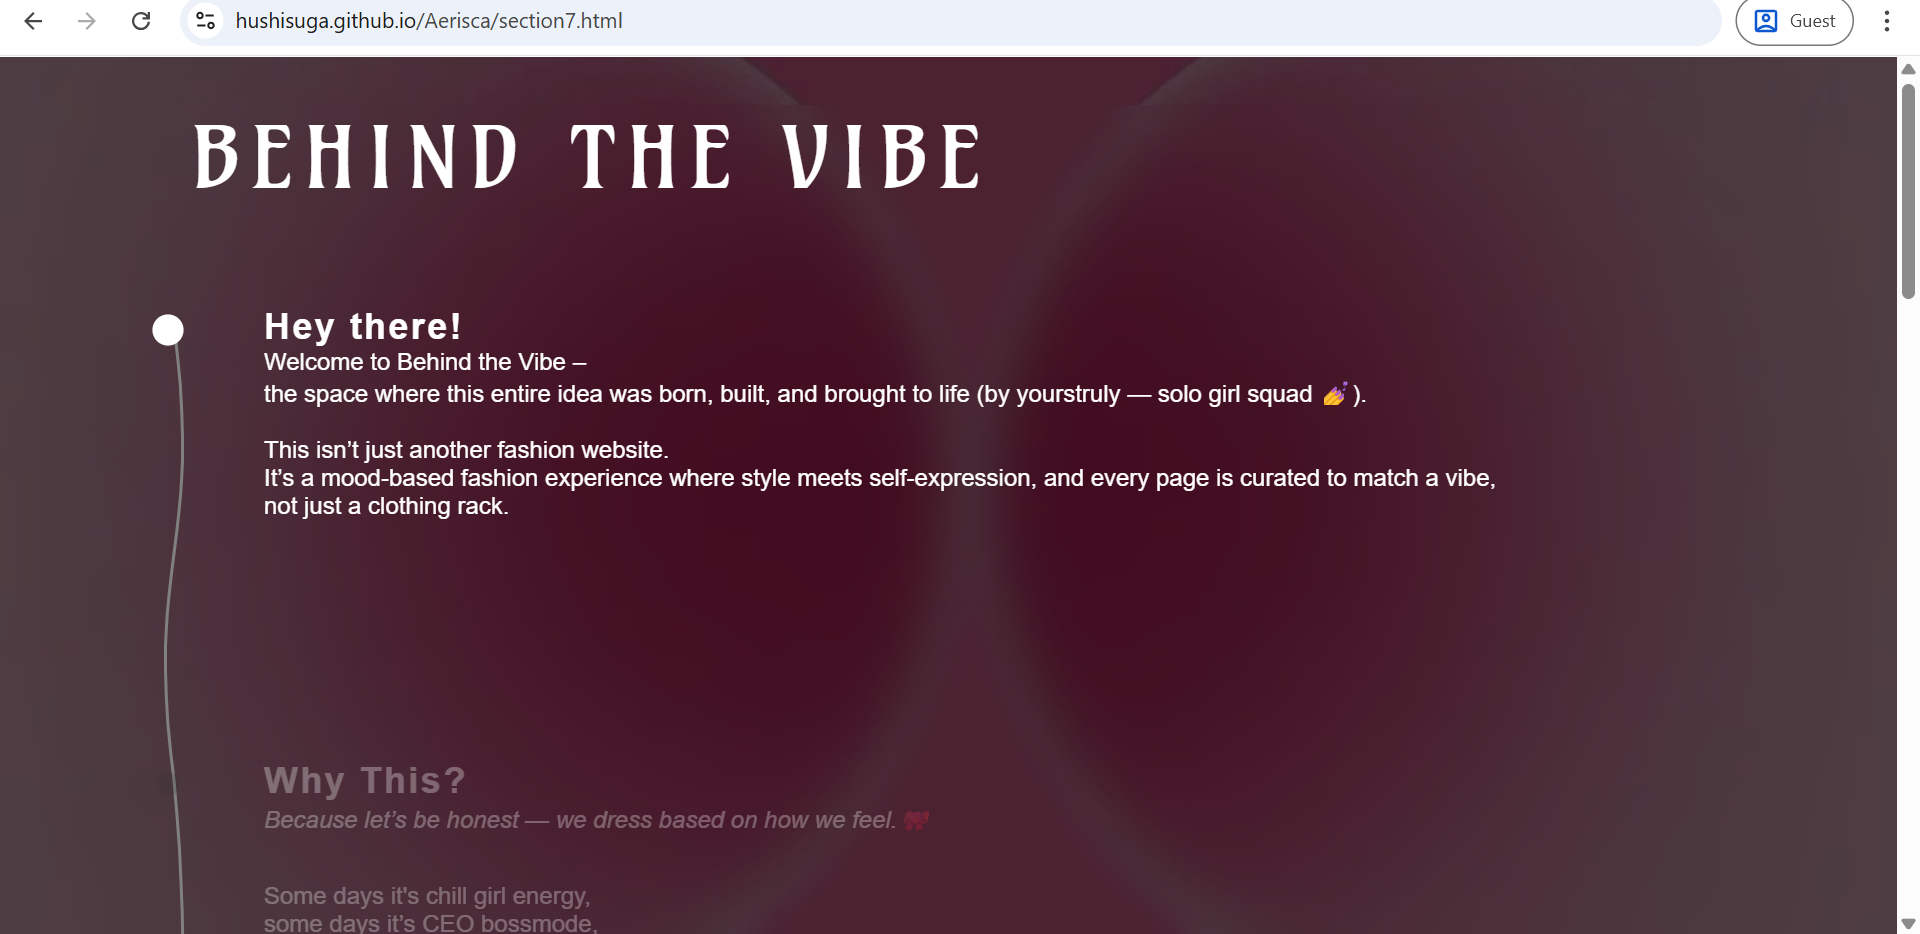 hushisuga.github.io/Aerisca/section7.html
Guest
BEHIND THE VIBE
Hey there!
Welcome to Behind the Vibe –
the space where this entire idea was born, built, and brought to life (by yourstruly — solo girl squad 💅).
This isn’t just another fashion website.
It’s a mood-based fashion experience where style meets self-expression, and every page is curated to match a vibe,
not just a clothing rack.
Why This?
Because let’s be honest — we dress based on how we feel. 🎀
Some days it's chill girl energy,
some days it’s CEO bossmode,